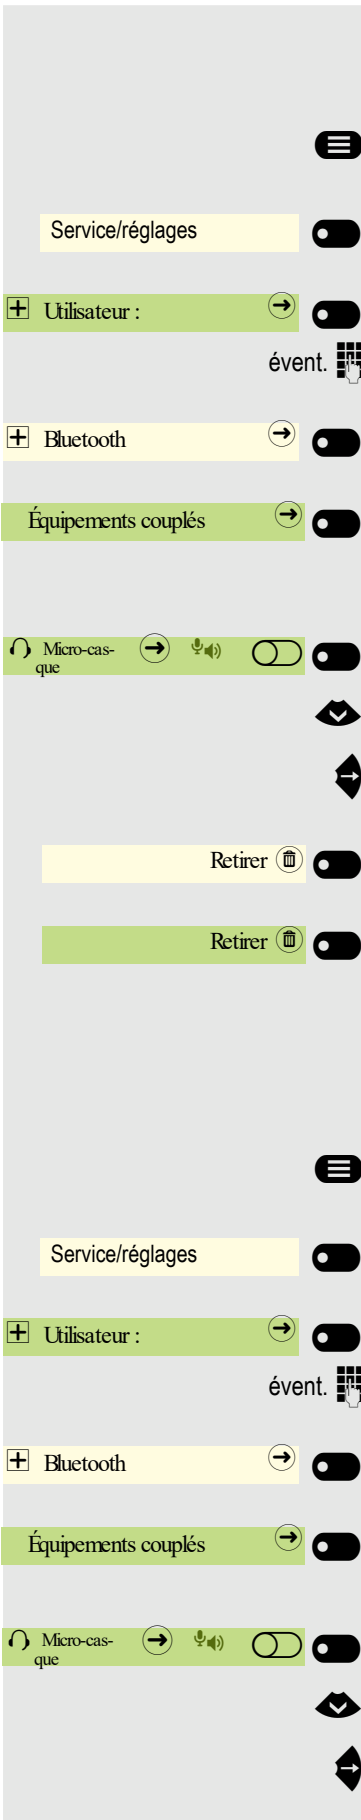 Service/réglages
Utilisateur :
évent.
Bluetooth
Équipements couplés
Micro-cas-
que
Retirer
Retirer
Service/réglages
Utilisateur :
évent.
Bluetooth
Équipements couplés
Micro-cas-
que